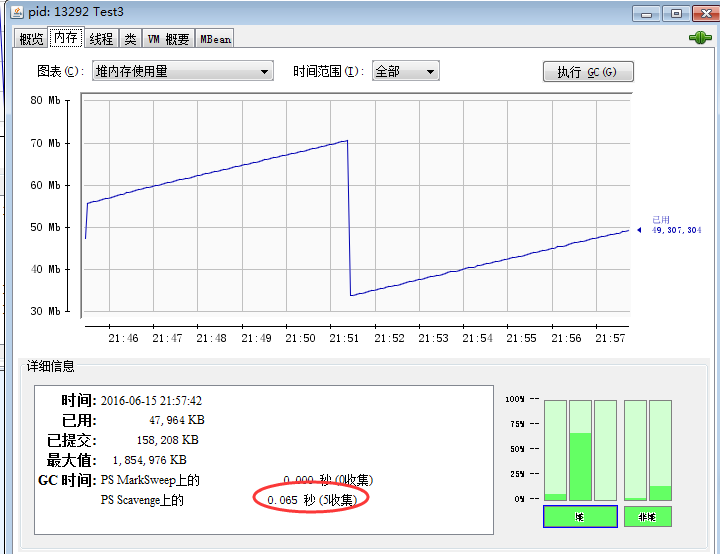 pid: 13292 Test3
概览 内存 线程 类 VM 概要 MBean
图表(C): 堆内存使用量 时间范围(I): 全部 执行 GC(G)
80 Mb
70 Mb
60 Mb
50 Mb
40 Mb
30 Mb
已用
49,307,304
21:46 21:47 21:48 21:49 21:50 21:51 21:52 21:53 21:54 21:55 21:56 21:57
详细信息
时间: 2016-06-15 21:57:42
已用: 47,964 KB
已提交: 158,208 KB
最大值: 1,854,976 KB
GC 时间: PS MarkSweep上的 0.000 秒 (0收集)
PS Scavenge上的 0.065 秒 (5收集)
100%
75%
50%
25%
0%
堆 非堆